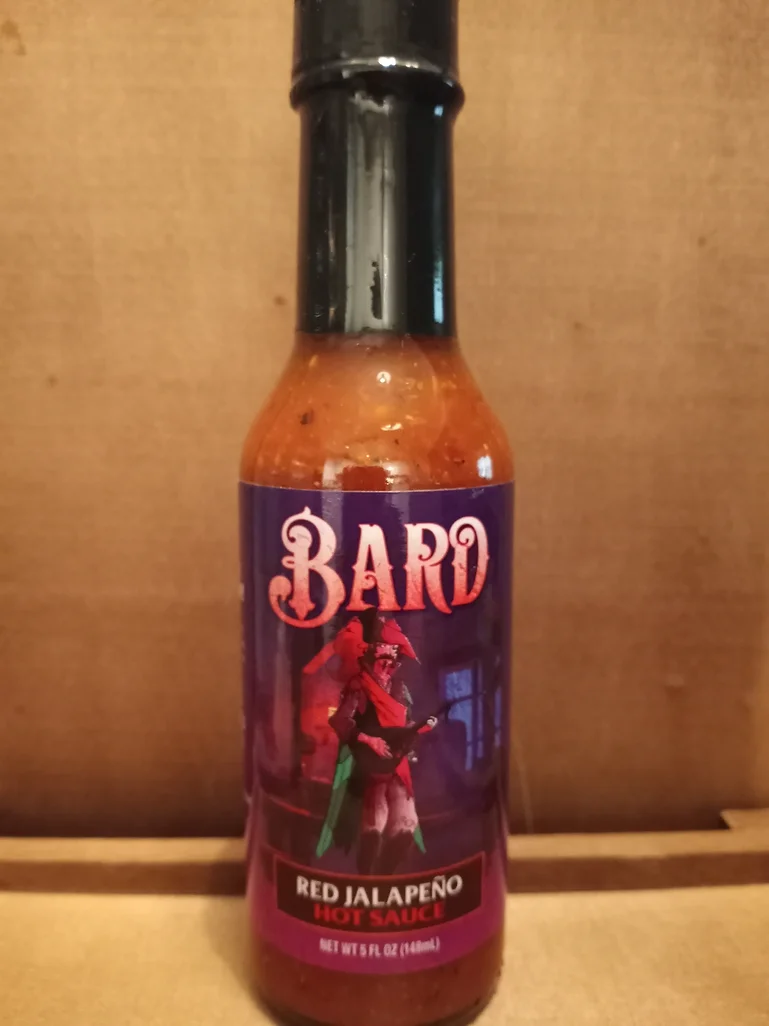 BARD
RED JALAPEÑO
HOT SAUCE
NET WT 5 FL OZ (148mL)